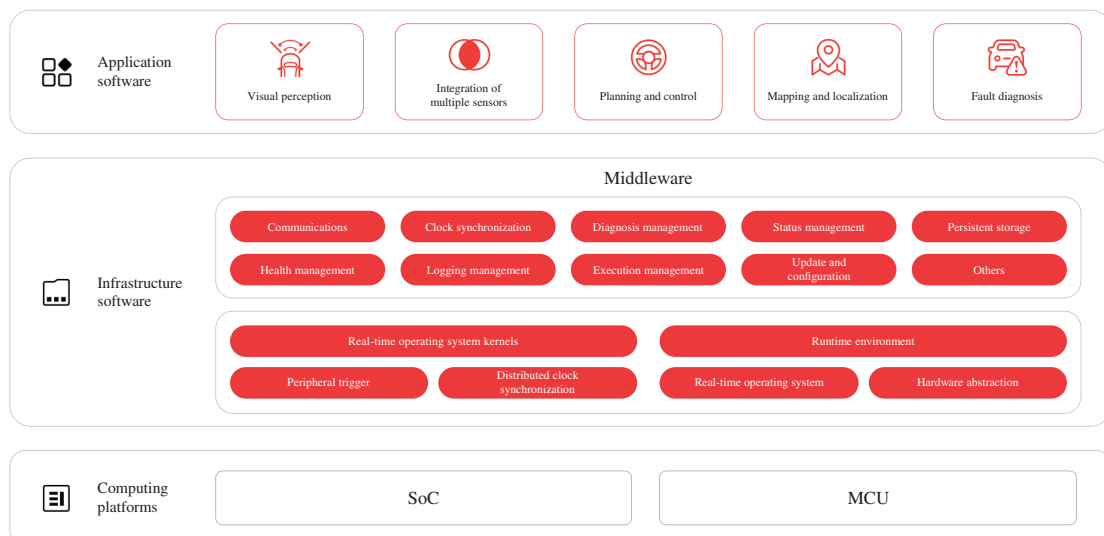 Application
software
Visual perception
Integration of
multiple sensors
Planning and control
Mapping and localization
Fault diagnosis
Infrastructure
software
Middleware
Communications
Clock synchronization
Diagnosis management
Status management
Persistent storage
Health management
Logging management
Execution management
Update and
configuration
Others
Real-time operating system kernels
Runtime environment
Peripheral trigger
Distributed clock
synchronization
Real-time operating system
Hardware abstraction
Computing
platforms
SoC
MCU